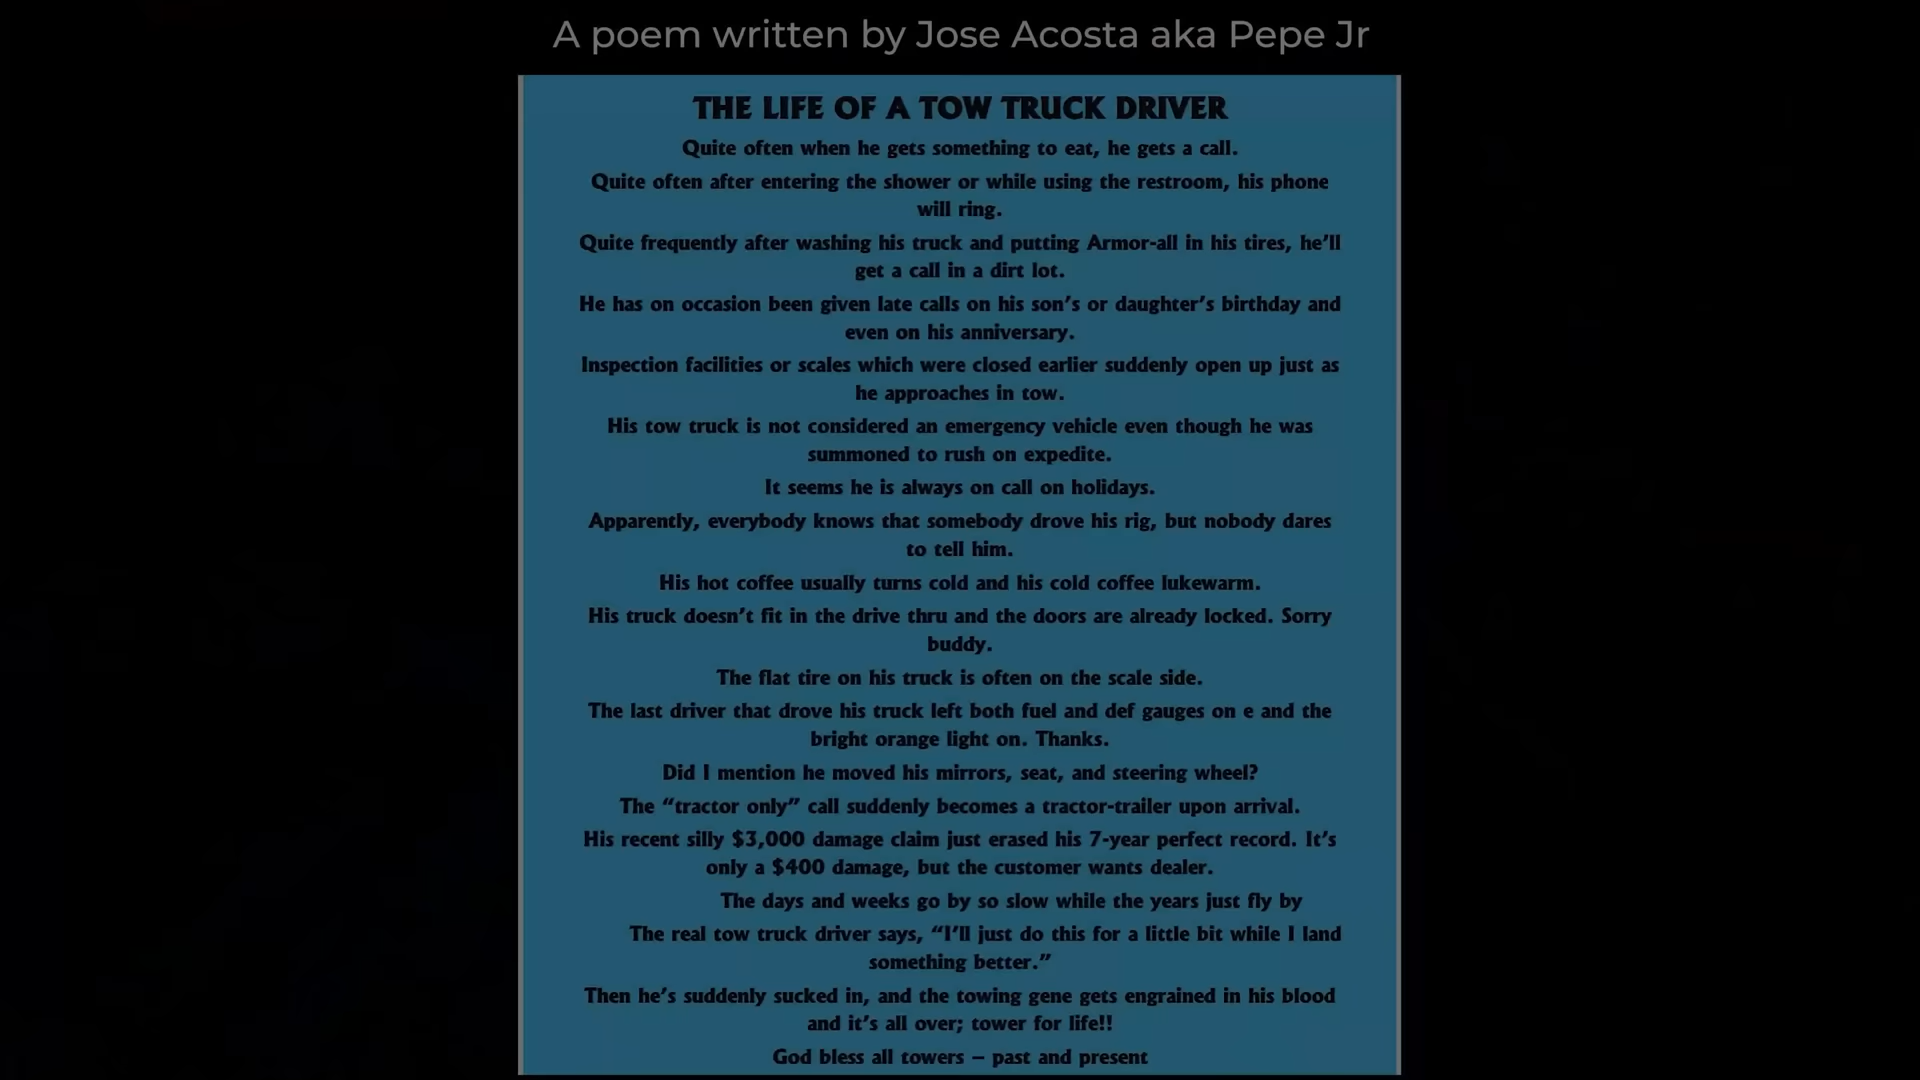 A poem written by Jose Acosta aka Pepe Jr
THE LIFE OF A TOW TRUCK DRIVER
Quite often when he gets something to eat, he gets a call.
Quite often after entering the shower or while using the restroom, his phone
will ring.
Quite frequently after washing his truck and putting Armor-all in his tires, he’ll
get a call in a dirt lot.
He has on occasion been given late calls on his son’s or daughter’s birthday and
even on his anniversary.
Inspection facilities or scales which were closed earlier suddenly open up just as
he approaches in tow.
His tow truck is not considered an emergency vehicle even though he was
summoned to rush on expedite.
It seems he is always on call on holidays.
Apparently, everybody knows that somebody drove his rig, but nobody dares
to tell him.
His hot coffee usually turns cold and his cold coffee lukewarm.
His truck doesn’t fit in the drive thru and the doors are already locked. Sorry
buddy.
The flat tire on his truck is often on the scale side.
The last driver that drove his truck left both fuel and def gauges on e and the
bright orange light on. Thanks.
Did I mention he moved his mirrors, seat, and steering wheel?
The “tractor only” call suddenly becomes a tractor-trailer upon arrival.
His recent silly $3,000 damage claim just erased his 7-year perfect record. It’s
only a $400 damage, but the customer wants dealer.
The days and weeks go by so slow while the years just fly by
The real tow truck driver says, “I’ll just do this for a little bit while I land
something better.”
Then he’s suddenly sucked in, and the towing gene gets engrained in his blood
and it’s all over; tower for life!!
God bless all towers – past and present